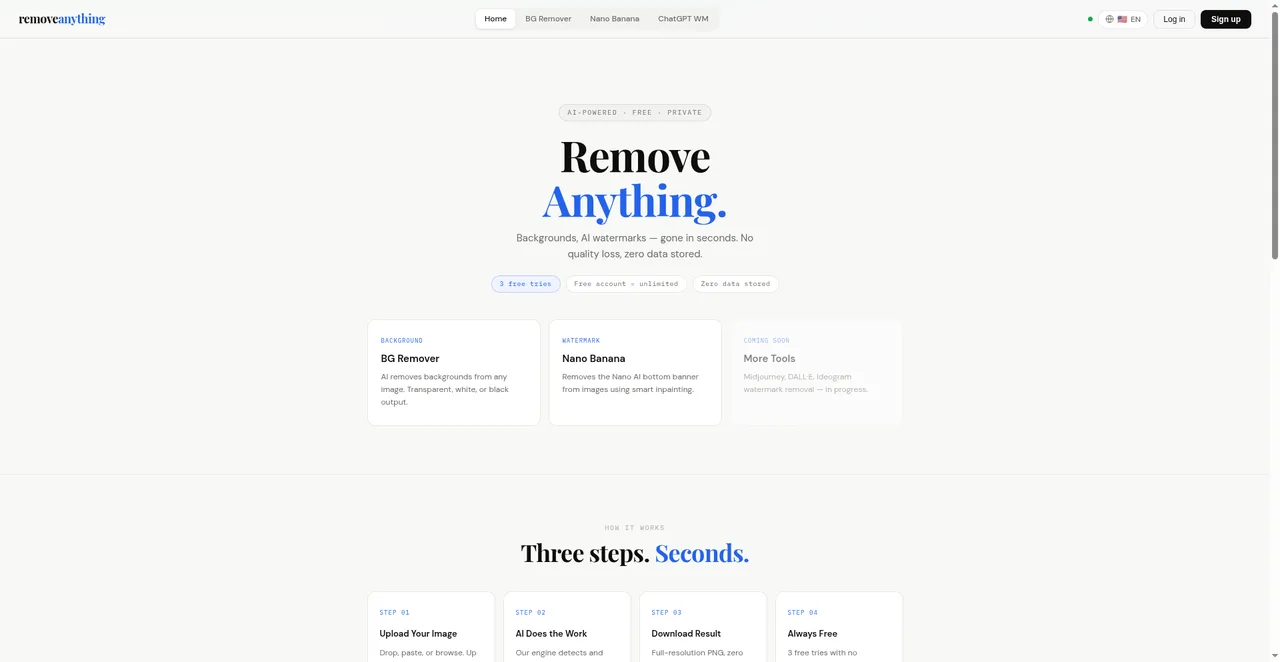 removeanything
Home BG Remover Nano Banana ChatGPT WM
EN Log in Sign up
AI-POWERED · FREE · PRIVATE
Remove
Anything.
Backgrounds, AI watermarks — gone in seconds. No
quality loss, zero data stored.
3 free tries
Free account = unlimited
Zero data stored
BACKGROUND
BG Remover
AI removes backgrounds from any
image. Transparent, white, or black
output.
WATERMARK
Nano Banana
Removes the Nano AI bottom banner
from images using smart inpainting.
COMING SOON
More Tools
Midjourney, DALL·E, Ideogram
watermark removal — in progress.
HOW IT WORKS
Three steps. Seconds.
STEP 01
Upload Your Image
Drop, paste, or browse. Up
STEP 02
AI Does the Work
Our engine detects and
STEP 03
Download Result
Full-resolution PNG, zero
STEP 04
Always Free
3 free tries with no